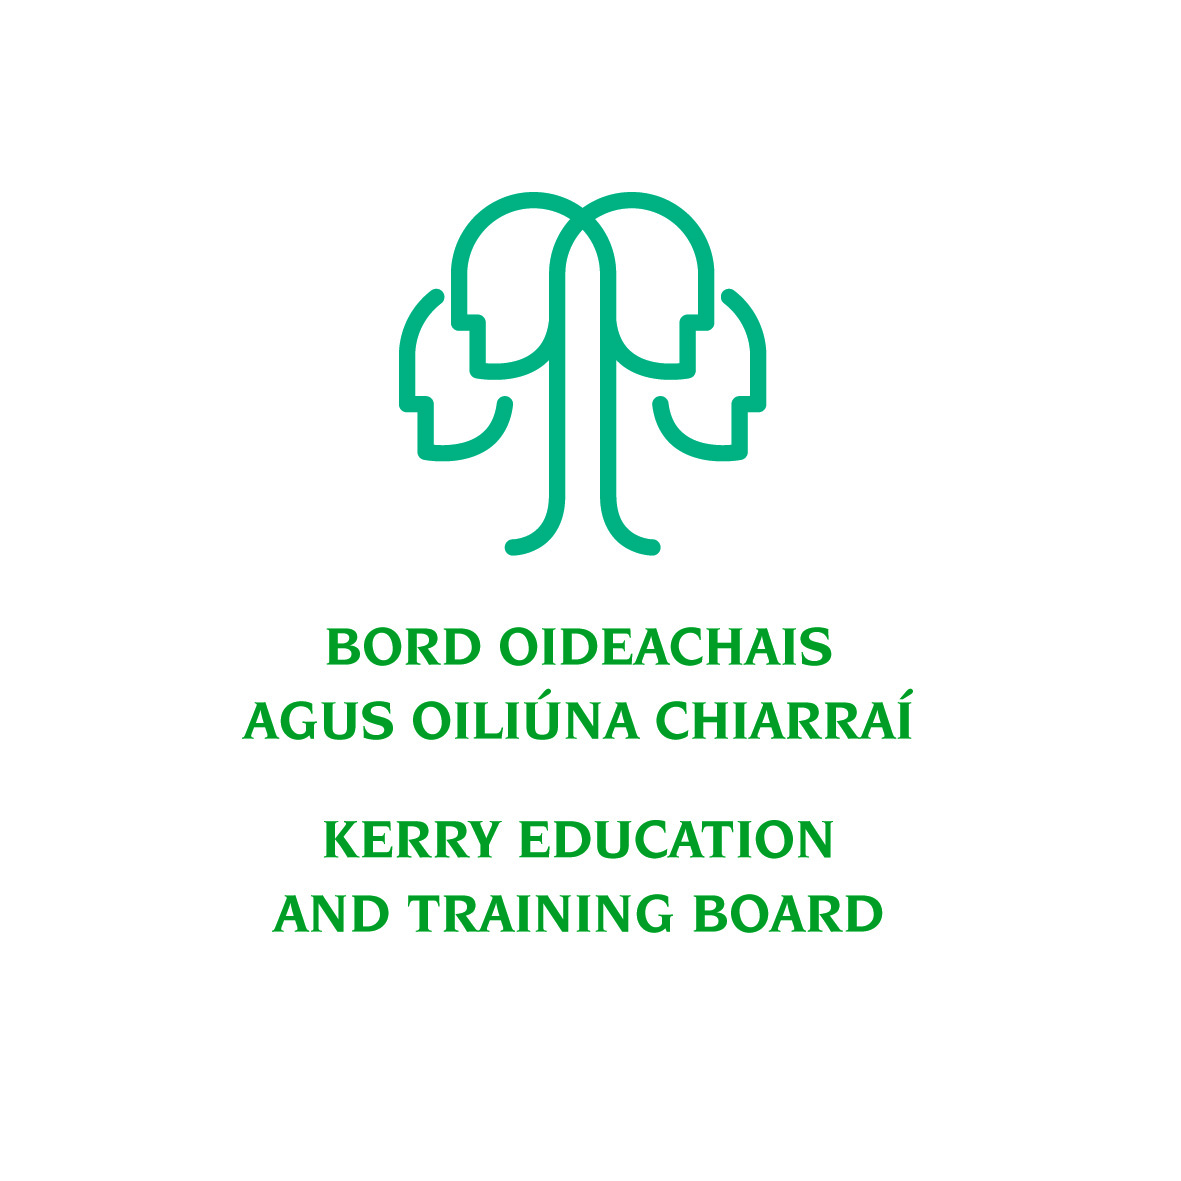 BORD OIDEACHAIS
AGUS OILIÚNA CHIARRAÍ
KERRY EDUCATION
AND TRAINING BOARD